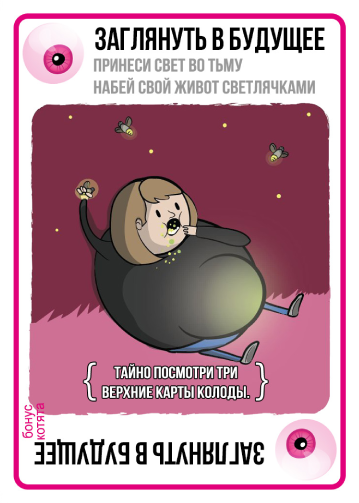 ЗАГЛЯНУТЬ В БУДУЩЕЕ
ПРИНЕСИ СВЕТ ВО ТЬМУ
НАБЕЙ СВОЙ ЖИВОТ СВЕТЛЯЧКАМИ
ТАЙНО ПОСМОТРИ ТРИ
ВЕРХНИЕ КАРТЫ КОЛОДЫ.
бонус
котята
ЗАГЛЯНУТЬ В БУДУЩЕЕ